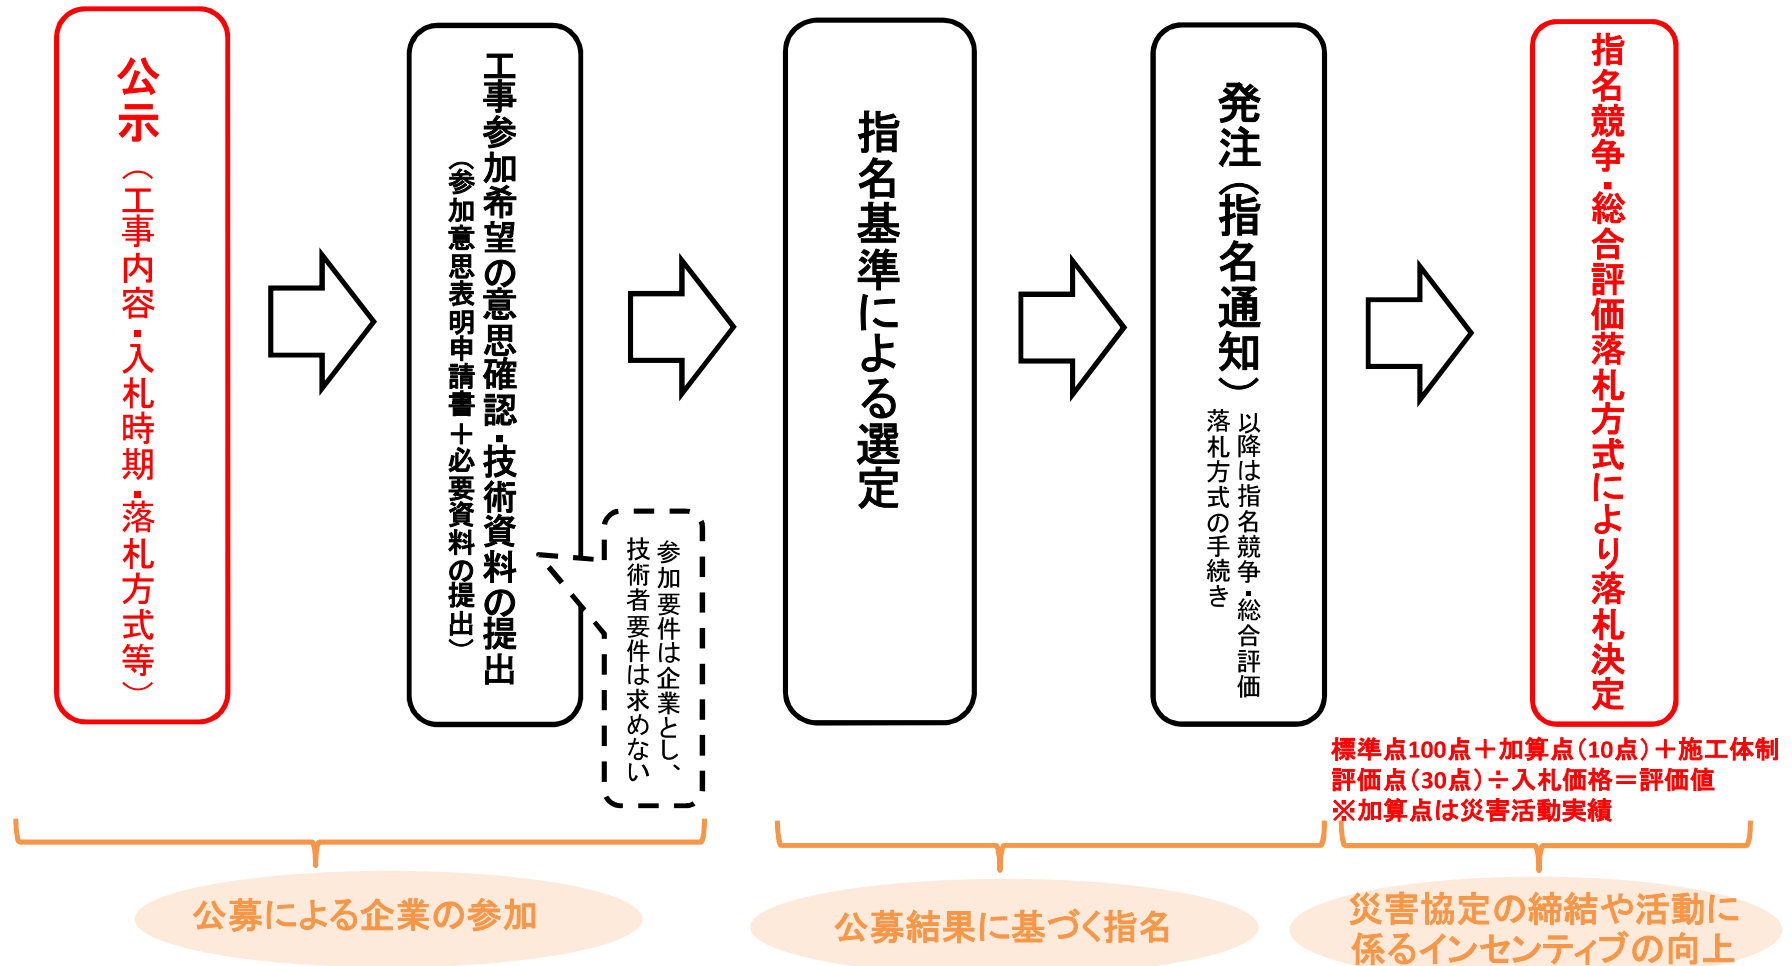 公示（工事内容・入札時期・落札方式等）
工事参加希望の意思確認・技術資料の提出
（参加意思表明申請書＋必要資料の提出）
参加要件は企業とし、
技術者要件は求めない
指名基準による選定
発注（指名通知）
以降は指名競争・総合評価
落札方式の手続き
指名競争・総合評価落札方式により落札決定
標準点100点＋加算点（10点）＋施工体制
評価点（30点）÷入札価格＝評価値
※加算点は災害活動実績
公募による企業の参加
公募結果に基づく指名
災害協定の締結や活動に
係るインセンティブの向上